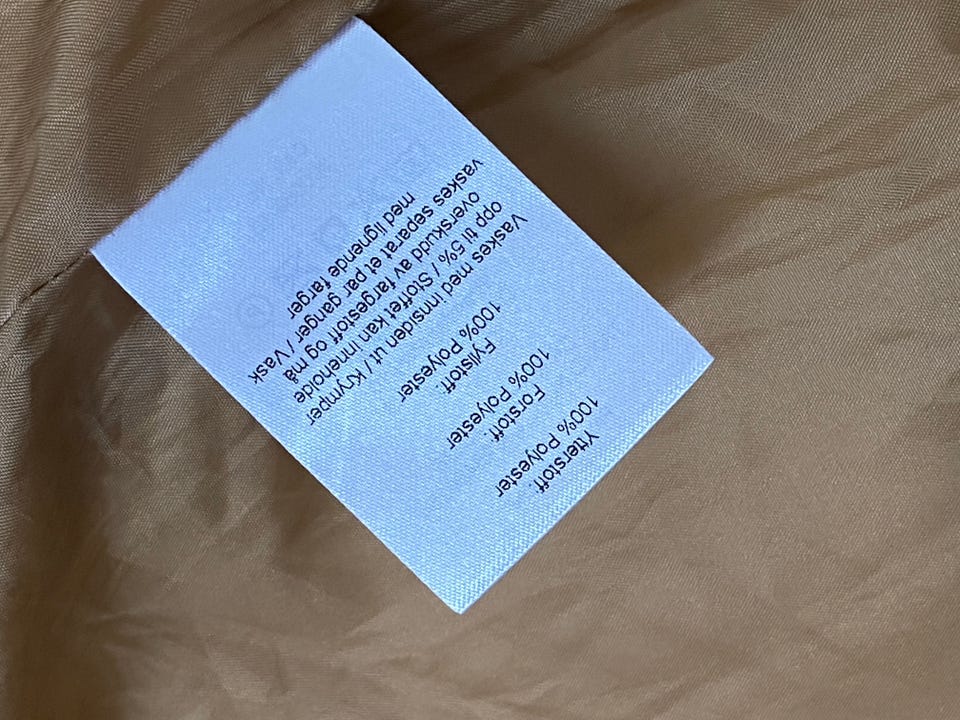 Ytterstoff:
100% Polyester
Forstoff:
100% Polyester
Fyllstoff:
100% Polyester
Vaskes med innsiden ut / Krymper
opp til 5% / Stoffet kan inneholde
overskudd av fargestoff og må
vaskes separat et par ganger / Vask
med lignende farger